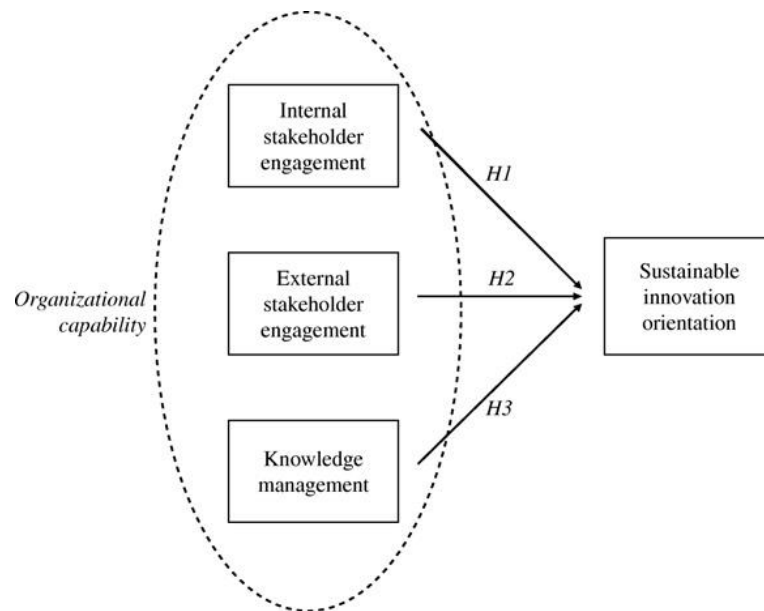 Internal
stakeholder
engagement
H1
External
stakeholder
engagement
H2
Organizational
capability
Sustainable
innovation
orientation
H3
Knowledge
management